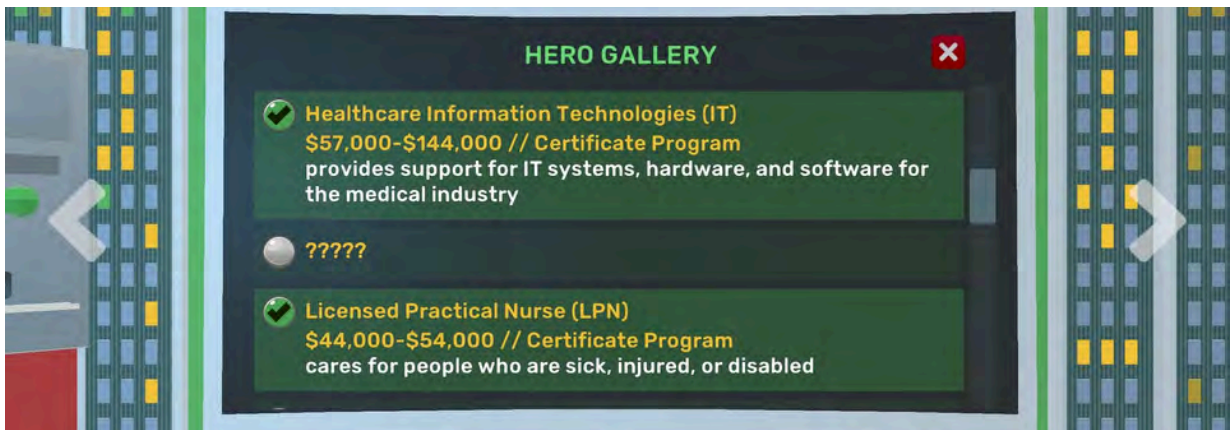 HERO GALLERY
Healthcare Information Technologies (IT)
$57,000-$144,000 // Certificate Program
provides support for IT systems, hardware, and software for
the medical industry
?????
Licensed Practical Nurse (LPN)
$44,000-$54,000 // Certificate Program
cares for people who are sick, injured, or disabled